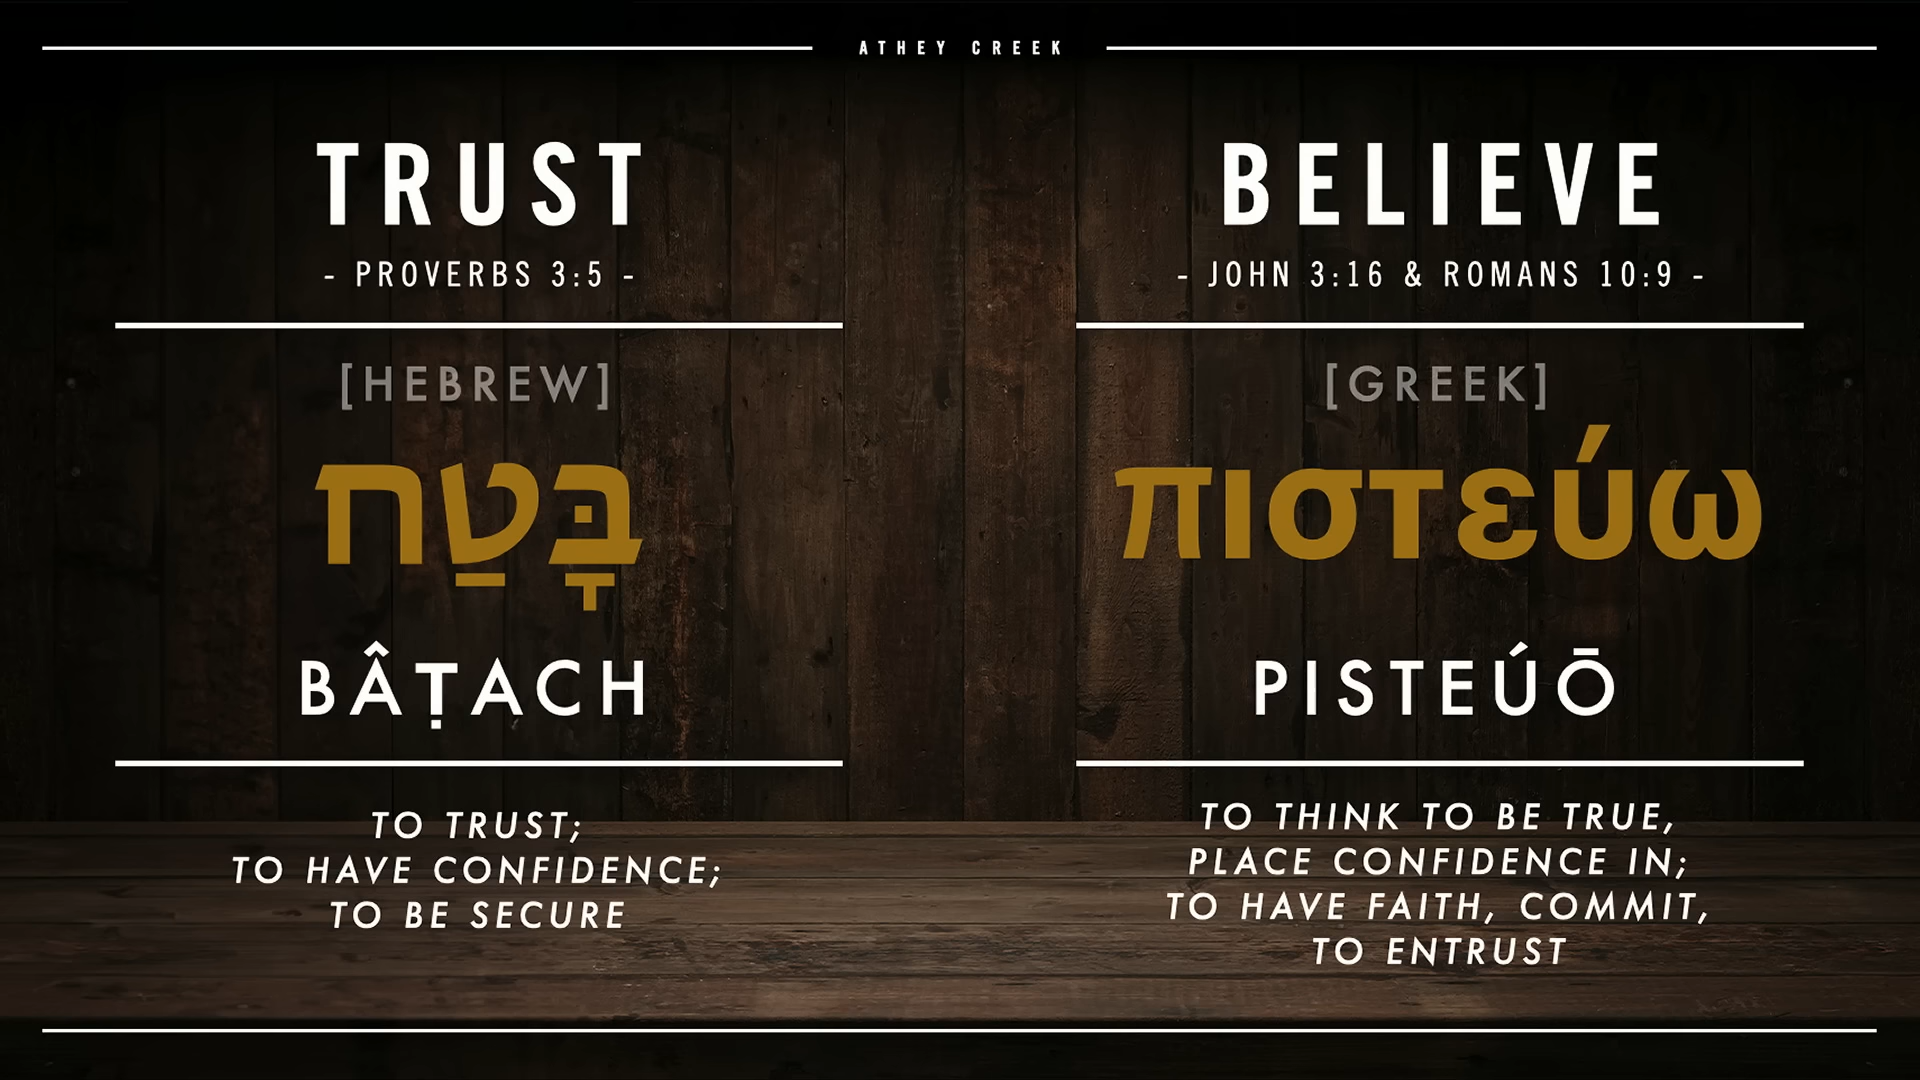 ATHEY CREEK
TRUST
- PROVERBS 3:5 -
[HEBREW]
בָּטַח
BÂṬACH
TO TRUST;
TO HAVE CONFIDENCE;
TO BE SECURE
BELIEVE
- JOHN 3:16 & ROMANS 10:9 -
[GREEK]
πιστεύω
PISTEÚŌ
TO THINK TO BE TRUE,
PLACE CONFIDENCE IN;
TO HAVE FAITH, COMMIT,
TO ENTRUST